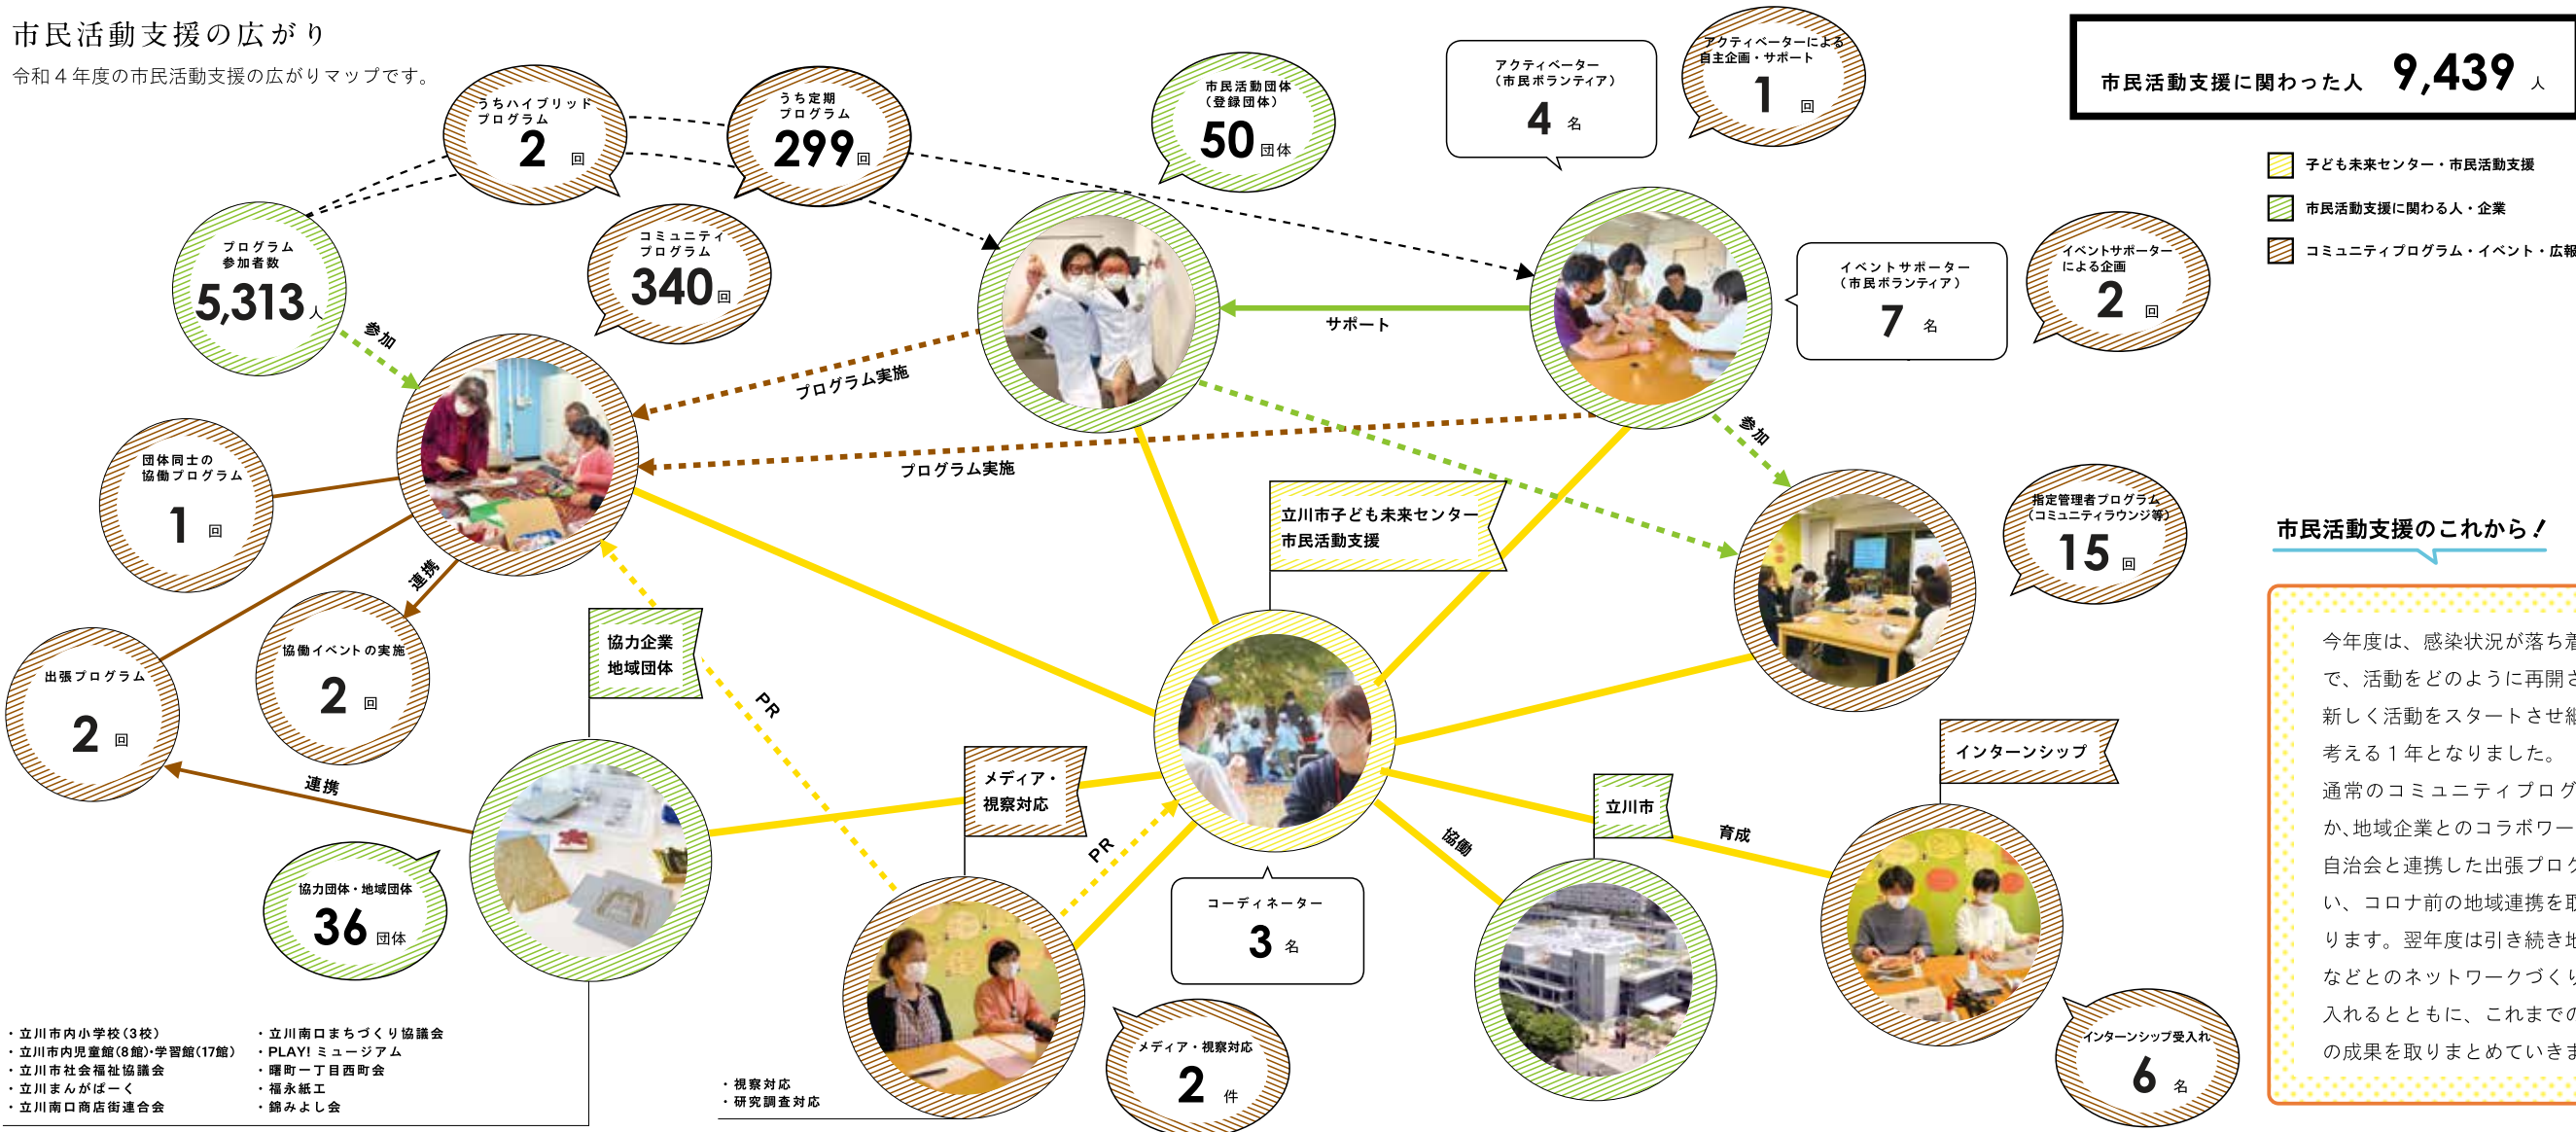 市民活動支援の広がり
令和４年度の市民活動支援の広がりマップです。
うちハイブリッド
プログラム
2 回
うち定期
プログラム
299回
市民活動団体
（登録団体）
50 団体
アクティベーター
（市民ボランティア）
4 名
アクティベーターによる
自主企画・サポート
1 回
市民活動支援に関わった人 9,439 人
子ども未来センター・市民活動支援
市民活動支援に関わる人・企業
コミュニティプログラム・イベント・広報
プログラム
参加者数
5,313人
コミュニティ
プログラム
340回
イベントサポーター
（市民ボランティア）
7 名
イベントサポーター
による企画
2 回
参加
サポート
プログラム実施
プログラム実施
参加
団体同士の
協働プログラム
1 回
立川市子ども未来センター
市民活動支援
指定管理者プログラム
（コミュニティラウンジ等）
15 回
連携
協働イベントの実施
2 回
出張プログラム
2 回
連携
協力企業
地域団体
PR
メディア・
視察対応
PR
協働
立川市
育成
インターンシップ
協力団体・地域団体
36 団体
コーディネーター
3 名
メディア・視察対応
2 件
インターンシップ受入れ
6 名
・立川市内小学校(3校)
・立川市内児童館(8館)・学習館(17館)
・立川市社会福祉協議会
・立川まんがぱーく
・立川南口商店街連合会
・立川南口まちづくり協議会
・PLAY! ミュージアム
・曙町一丁目西町会
・福永紙工
・錦みよし会
・視察対応
・研究調査対応
市民活動支援のこれから！
今年度は、感染状況が落ち着
で、活動をどのように再開さ
新しく活動をスタートさせ継
考える１年となりました。
通常のコミュニティプログ
か、地域企業とのコラボワー
自治会と連携した出張プログ
い、コロナ前の地域連携を取
ります。翌年度は引き続き地
などとのネットワークづくり
入れるとともに、これまでの
の成果を取りまとめていきま